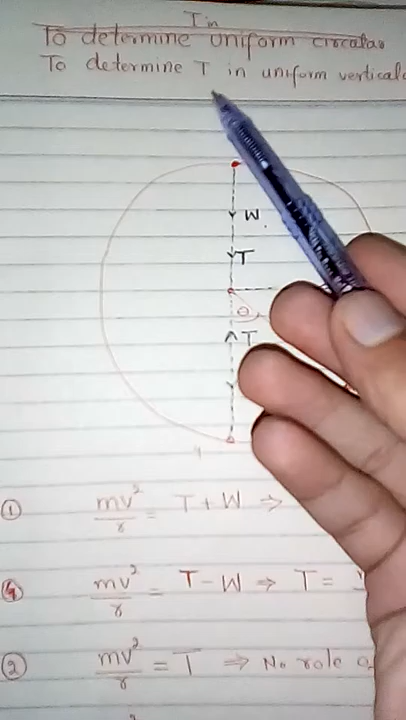 T in
To determine uniform circular
To determine T in uniform vertical
W
T
θ
T
① mv²/r = T + W ⇒
④ mv²/r = T - W ⇒ T =
② mv²/r = T ⇒ No role